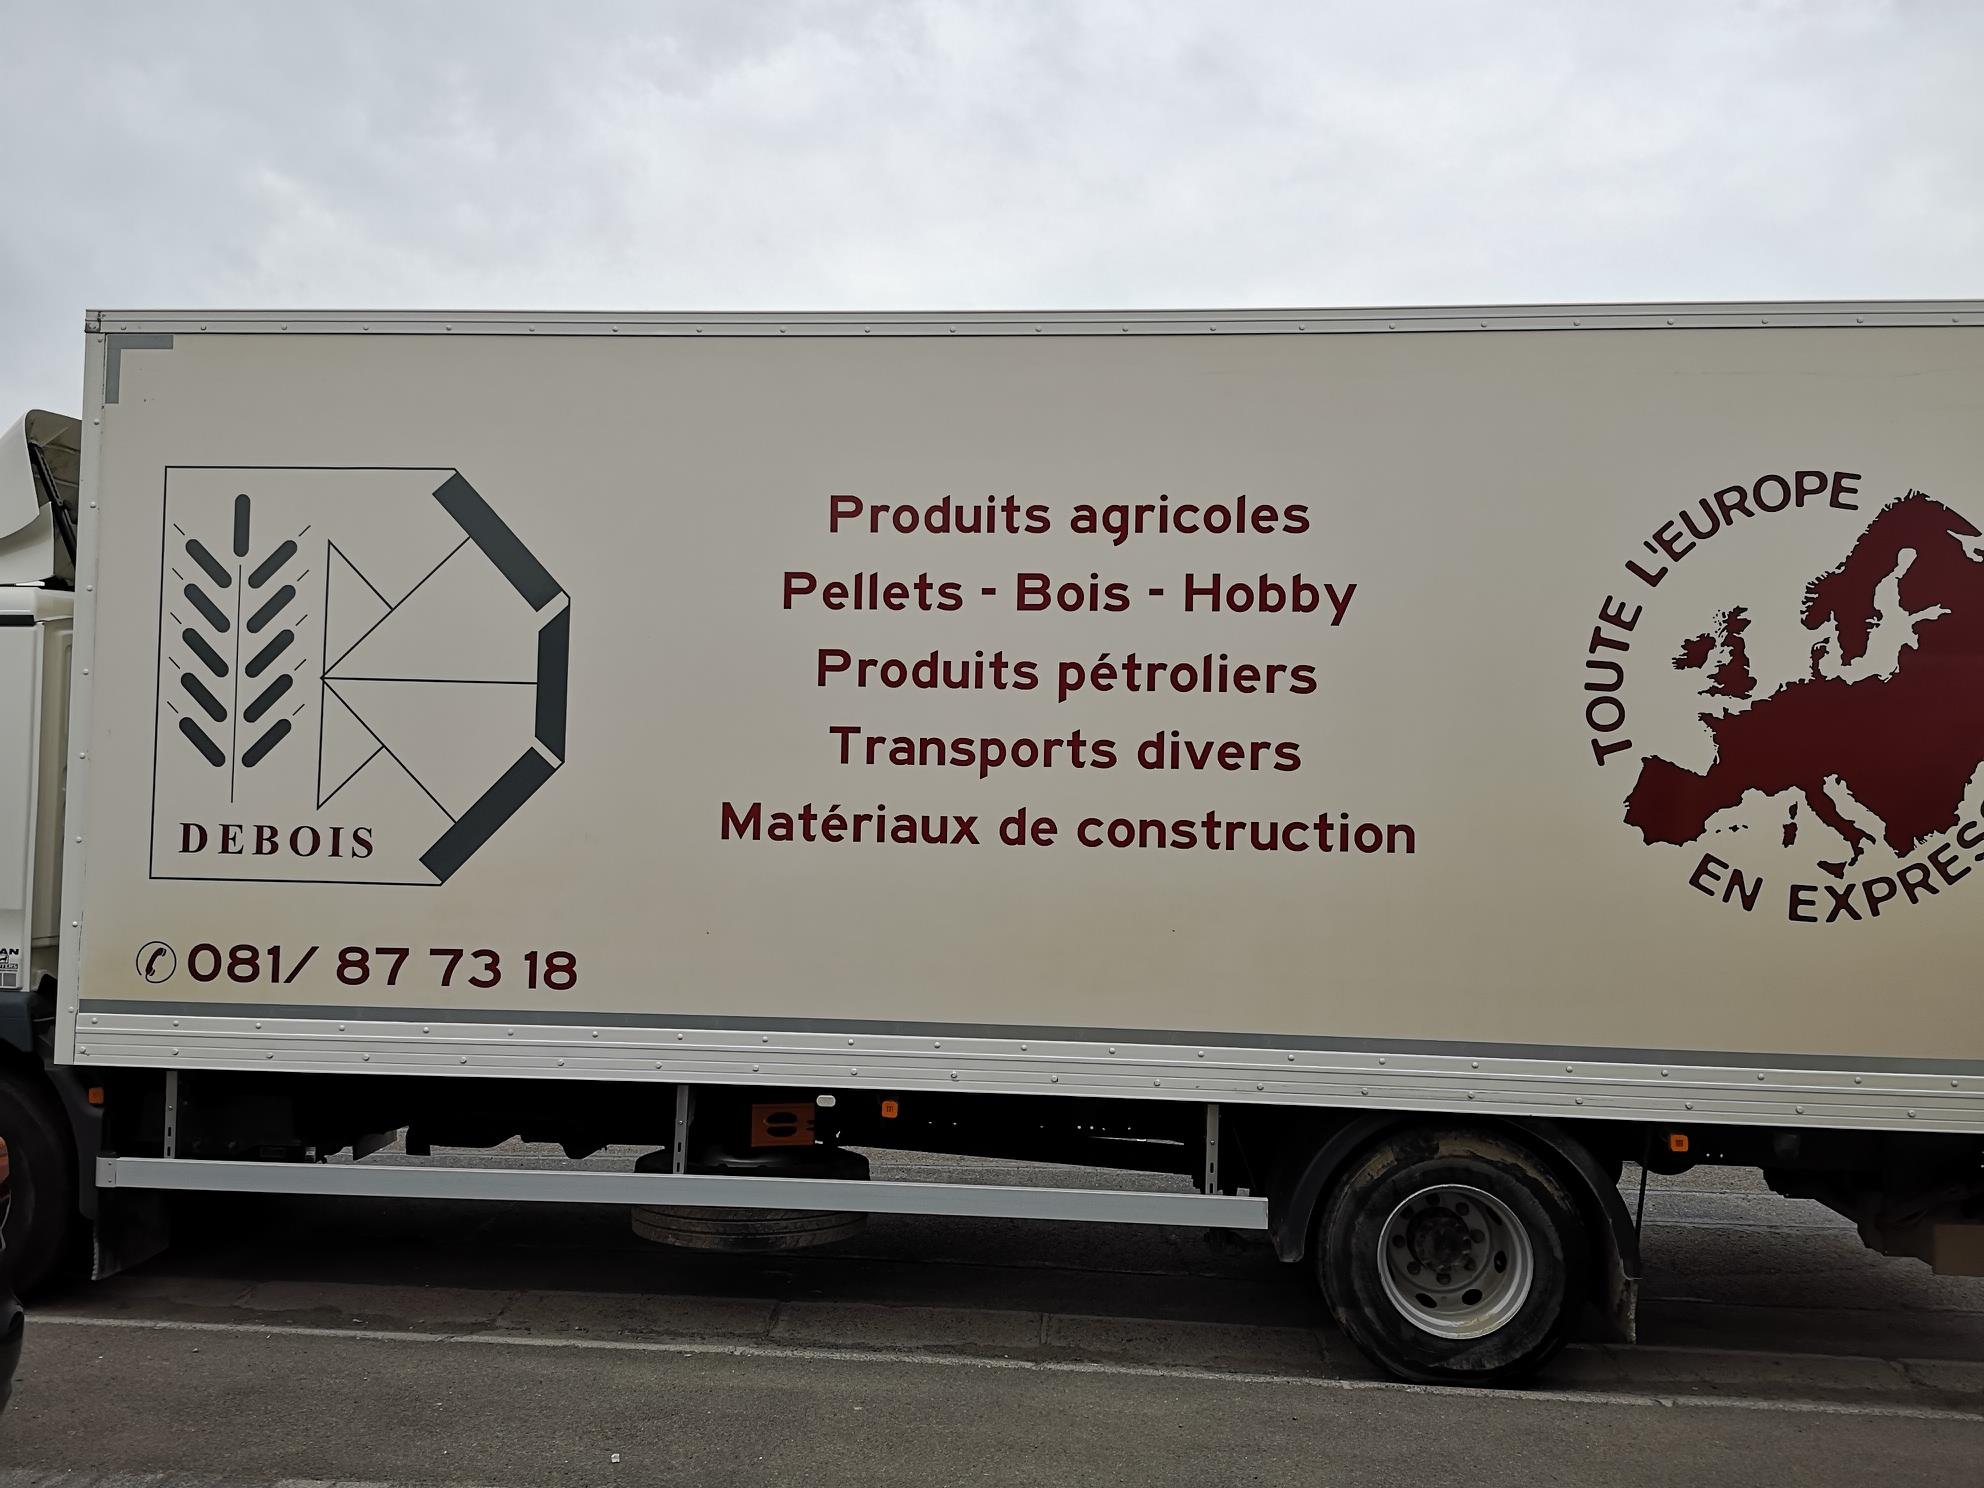 DEBOIS
081/ 87 73 18
Produits agricoles
Pellets - Bois - Hobby
Produits pétroliers
Transports divers
Matériaux de construction
TOUTE L'EUROPE
EN EXPRESS